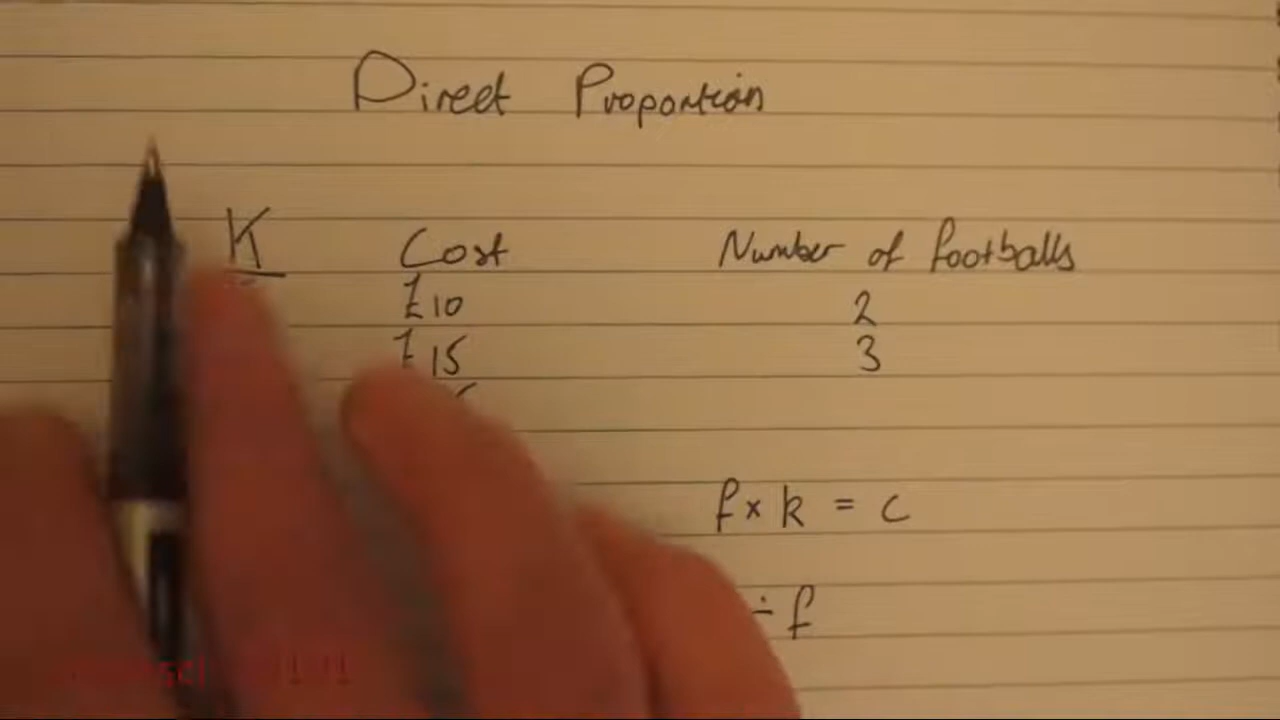 Direct Proportion
K Cost Number of footballs
£10 2
£15 3
f × k = c
÷ f